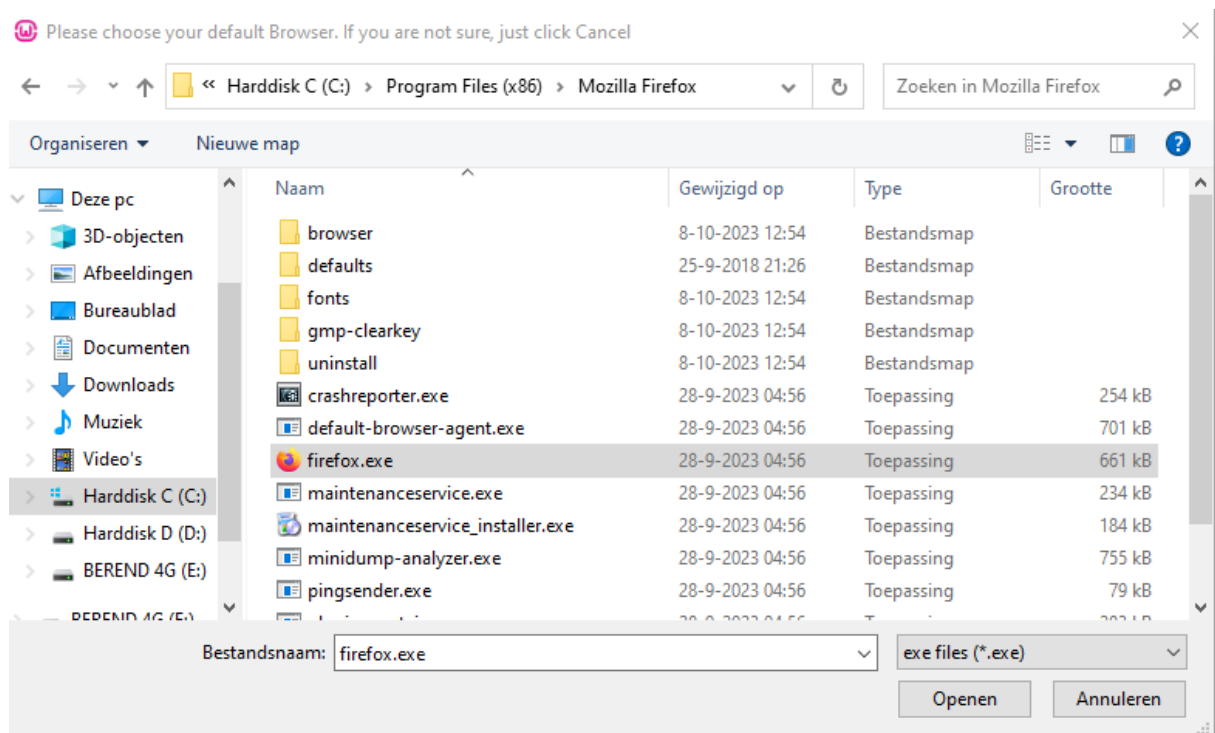 Please choose your default Browser. If you are not sure, just click Cancel
« Harddisk C (C:) › Program Files (x86) › Mozilla Firefox
Zoeken in Mozilla Firefox
Organiseren
Nieuwe map
Deze pc
3D-objecten
Afbeeldingen
Bureaublad
Documenten
Downloads
Muziek
Video's
Harddisk C (C:)
Harddisk D (D:)
BEREND 4G (E:)
BEREND 4G (E:)
Naam Gewijzigd op Type Grootte
browser 8-10-2023 12:54 Bestandsmap
defaults 25-9-2018 21:26 Bestandsmap
fonts 8-10-2023 12:54 Bestandsmap
gmp-clearkey 8-10-2023 12:54 Bestandsmap
uninstall 8-10-2023 12:54 Bestandsmap
crashreporter.exe 28-9-2023 04:56 Toepassing 254 kB
default-browser-agent.exe 28-9-2023 04:56 Toepassing 701 kB
firefox.exe 28-9-2023 04:56 Toepassing 661 kB
maintenanceservice.exe 28-9-2023 04:56 Toepassing 234 kB
maintenanceservice_installer.exe 28-9-2023 04:56 Toepassing 184 kB
minidump-analyzer.exe 28-9-2023 04:56 Toepassing 755 kB
pingsender.exe 28-9-2023 04:56 Toepassing 79 kB
Bestandsnaam: firefox.exe
exe files (*.exe)
Openen
Annuleren